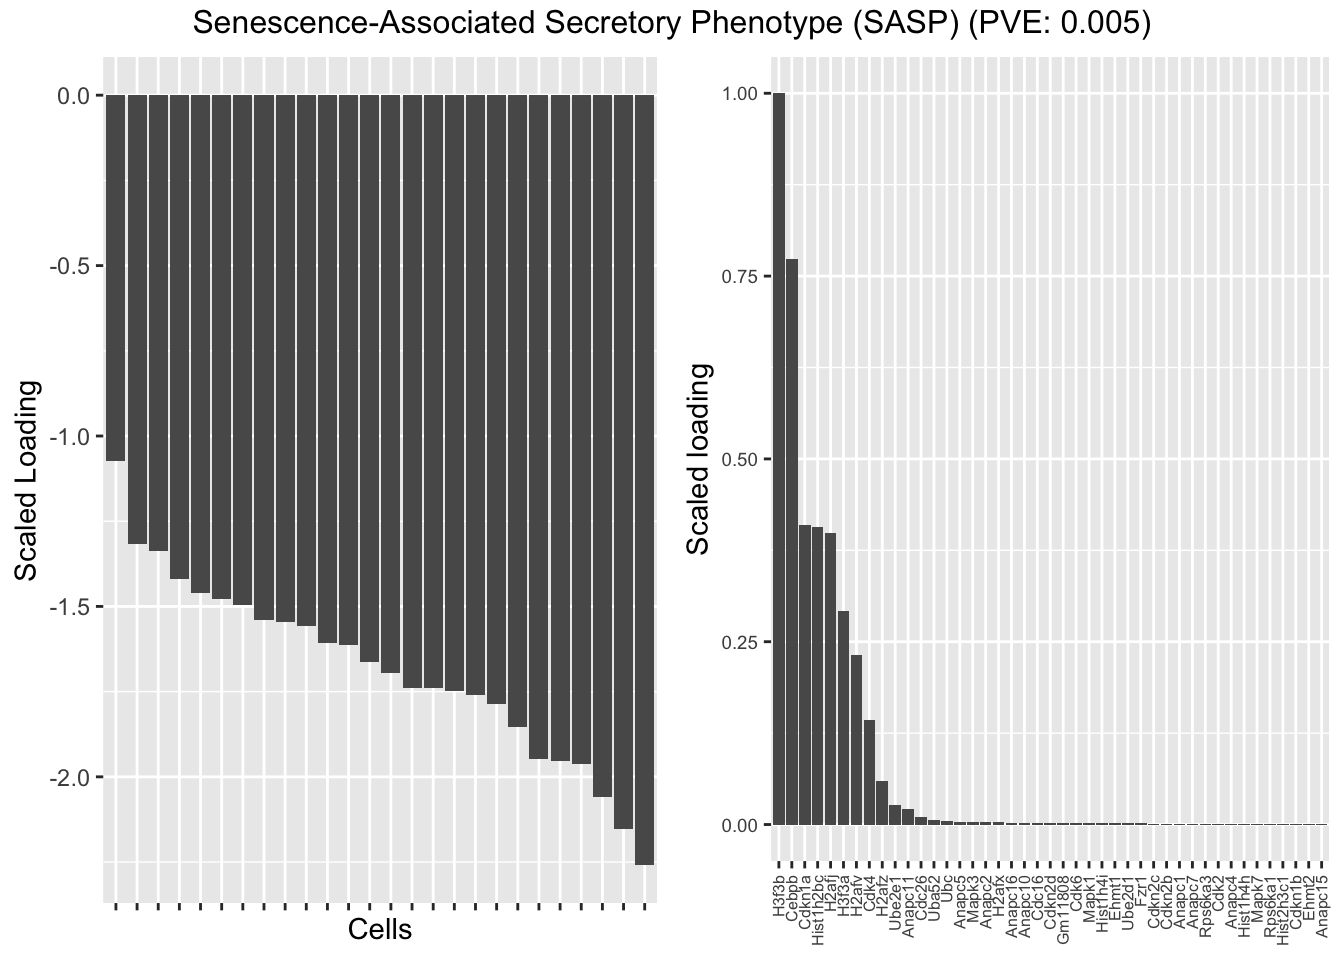 Senescence-Associated Secretory Phenotype (SASP) (PVE: 0.005)
Scaled Loading
0.0
-0.5
-1.0
-1.5
-2.0
Cells
Scaled loading
1.00
0.75
0.50
0.25
0.00
H3f3b
Cebpb
Cdkn1a
Hist1h2bc
H2afj
H3f3a
H2afv
Cdk4
H2afz
Ube2e1
Anapc11
Cdc26
Uba52
Ubc
Anapc5
Mapk3
Anapc2
H2afx
Anapc16
Anapc10
Cdc16
Cdkn2d
Gm11808
Cdk6
Mapk1
Hist1h4i
Ehmt1
Ube2d1
Fzr1
Cdkn2c
Cdkn2b
Anapc1
Anapc7
Rps6ka3
Cdk2
Anapc4
Hist1h4h
Mapk7
Rps6ka1
Hist2h3c1
Cdkn1b
Ehmt2
Anapc15